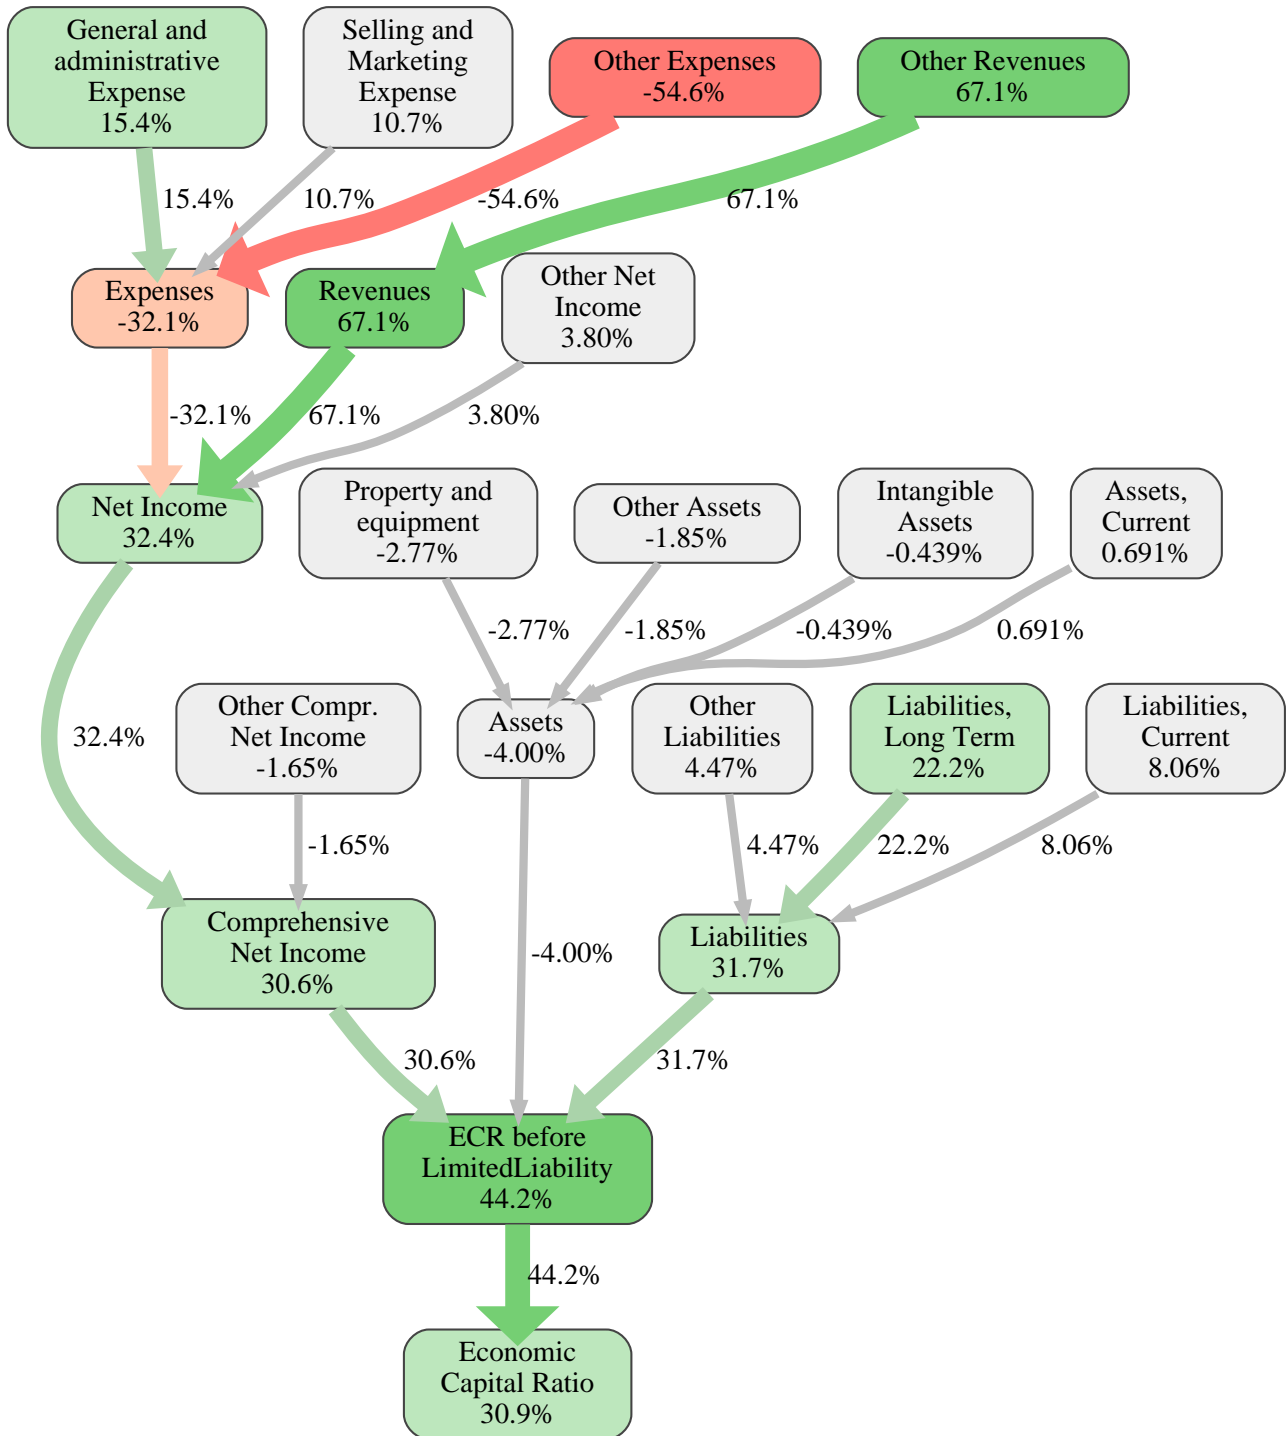 General and
administrative
Expense
15.4%
Selling and
Marketing
Expense
10.7%
Other Expenses
-54.6%
Other Revenues
67.1%
15.4%
10.7%
-54.6%
67.1%
Expenses
-32.1%
Revenues
67.1%
Other Net
Income
3.80%
-32.1%
67.1%
3.80%
Net Income
32.4%
Property and
equipment
-2.77%
Other Assets
-1.85%
Intangible
Assets
-0.439%
Assets,
Current
0.691%
-2.77%
-1.85%
-0.439%
0.691%
32.4%
Other Compr.
Net Income
-1.65%
Assets
-4.00%
Other
Liabilities
4.47%
Liabilities,
Long Term
22.2%
Liabilities,
Current
8.06%
-1.65%
4.47%
22.2%
8.06%
Comprehensive
Net Income
30.6%
-4.00%
Liabilities
31.7%
30.6%
31.7%
ECR before
LimitedLiability
44.2%
44.2%
Economic
Capital Ratio
30.9%